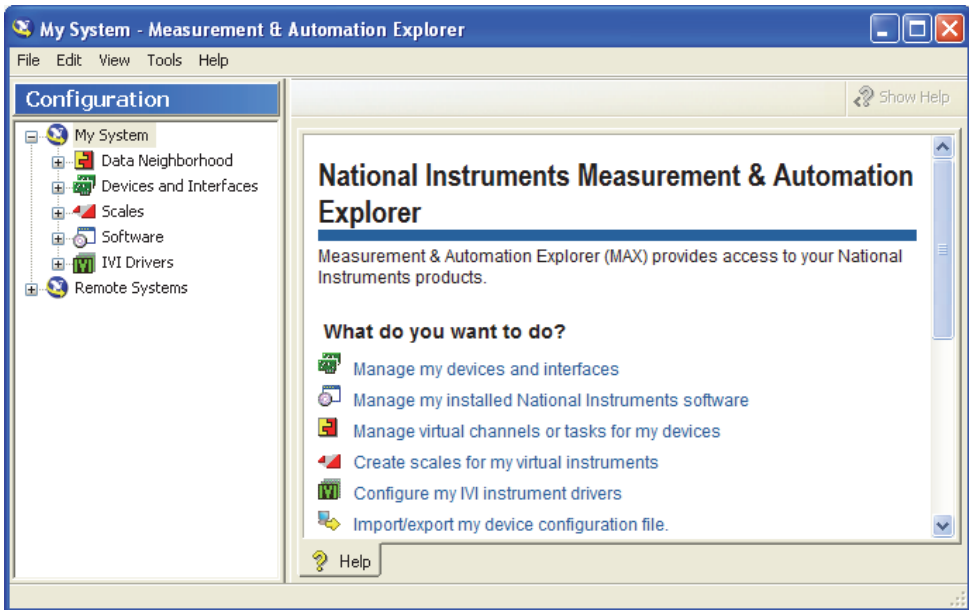 My System - Measurement & Automation Explorer
File Edit View Tools Help
Configuration
Show Help
My System
Data Neighborhood
Devices and Interfaces
Scales
Software
IVI Drivers
Remote Systems
National Instruments Measurement & Automation
Explorer
Measurement & Automation Explorer (MAX) provides access to your National
Instruments products.
What do you want to do?
Manage my devices and interfaces
Manage my installed National Instruments software
Manage virtual channels or tasks for my devices
Create scales for my virtual instruments
Configure my IVI instrument drivers
Import/export my device configuration file.
Help